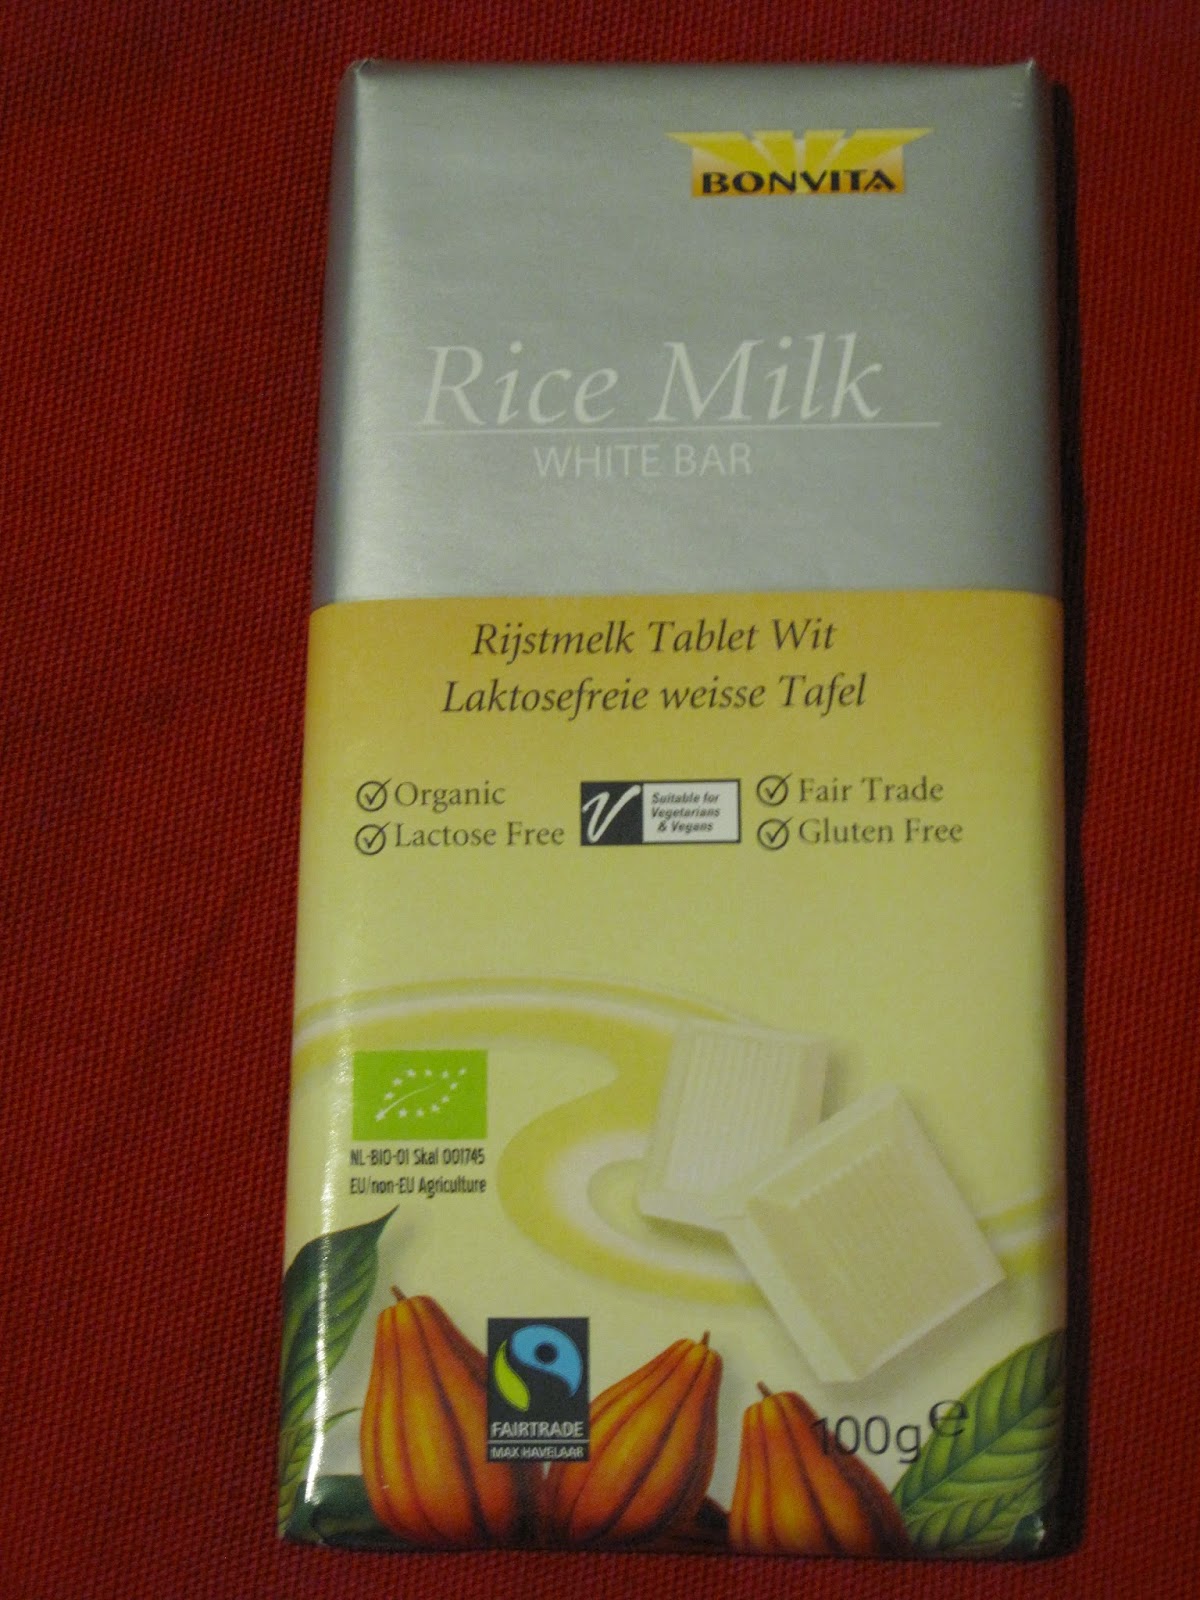 BONVITA
Rice Milk
WHITE BAR
Rijstmelk Tablet Wit
Laktosefreie weisse Tafel
Organic
Lactose Free
Suitable for
Vegetarians
& Vegans
Fair Trade
Gluten Free
NL-BIO-01 Skal 001745
EU/non-EU Agriculture
FAIRTRADE
MAX HAVELAAR
100g℮